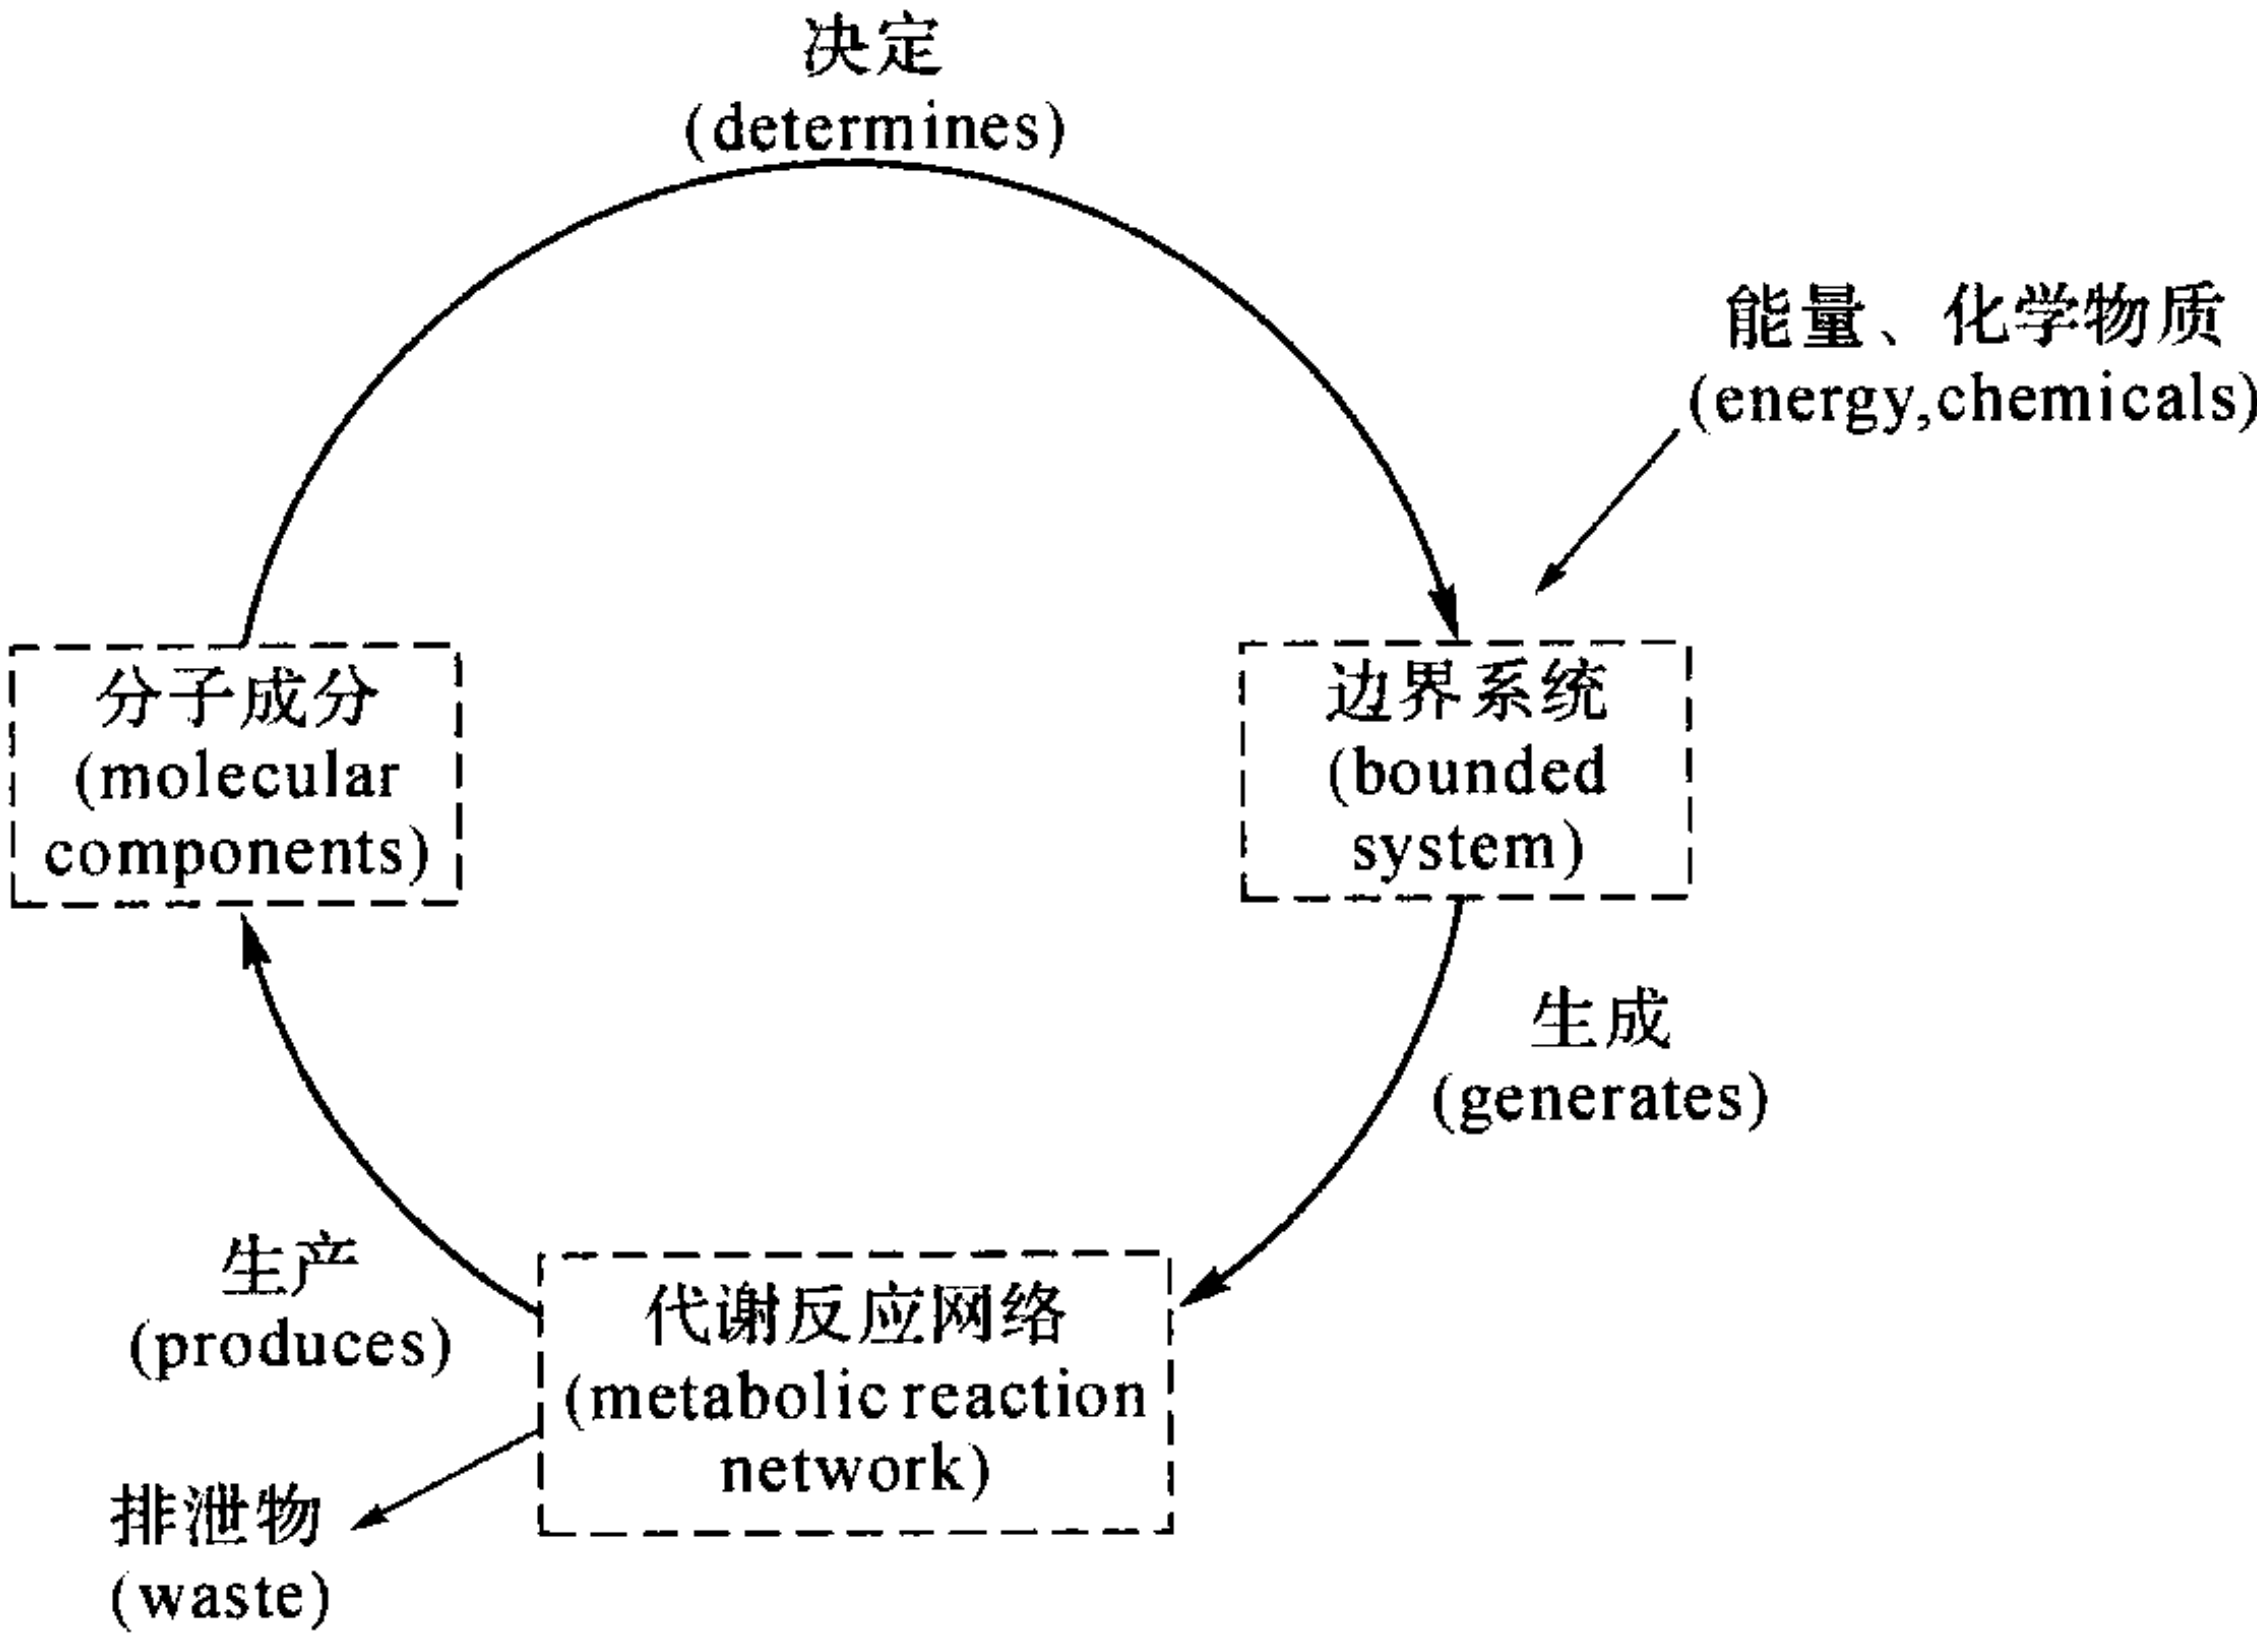 决定
(determines)
能量、化学物质
(energy,chemicals)
分子成分
(molecular
components)
边界系统
(bounded
system)
生成
(generates)
生产
(produces)
代谢反应网络
(metabolic reaction
network)
排泄物
(waste)